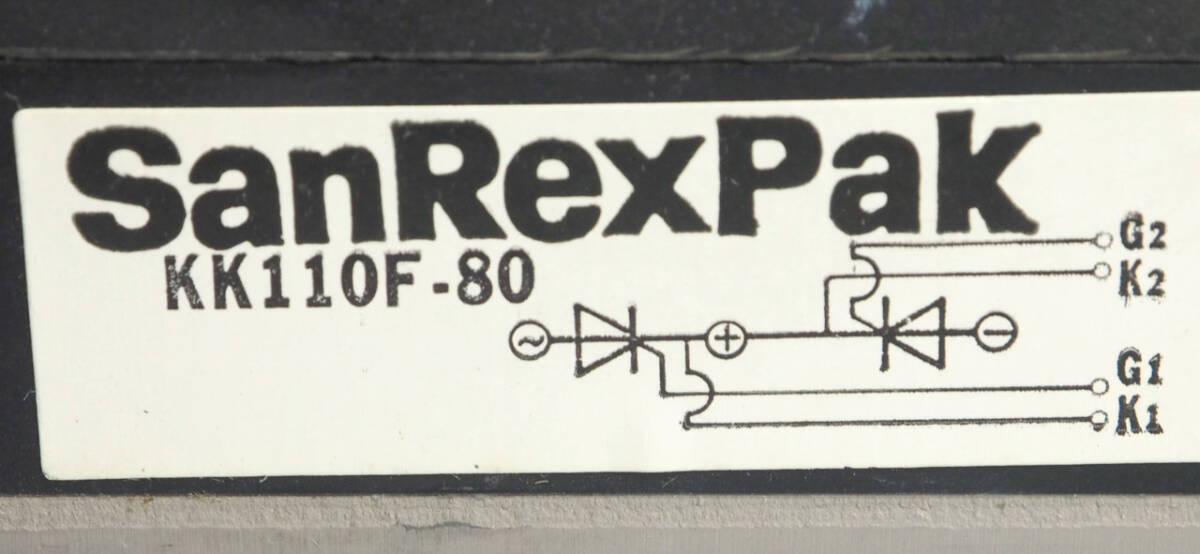 SanRexPak
KK110F-80
G2
K2
~ + −
G1
K1